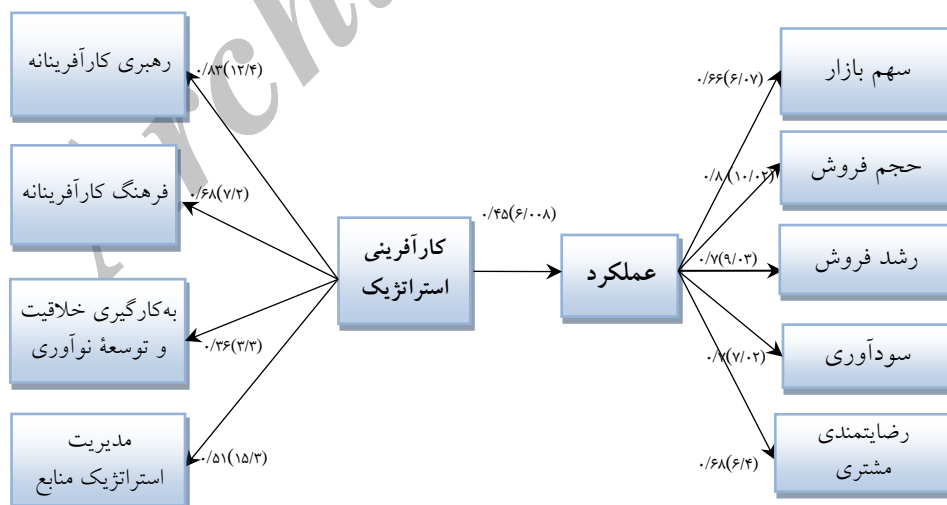 رهبری کارآفرینانه
۰/۸۳(۱۲/۴)
فرهنگ کارآفرینانه
۰/۶۸(۷/۲)
به‌کارگیری خلاقیت
و توسعهٔ نوآوری
۰/۳۶(۳/۳)
مدیریت
استراتژیک منابع
۰/۵۱(۱۵/۳)
کارآفرینی
استراتژیک
۰/۴۵(۶/۰۰۸)
عملکرد
سهم بازار
۰/۶۶(۶/۰۷)
حجم فروش
۰/۸(۱۰/۰۲)
رشد فروش
۰/۷(۹/۰۳)
سودآوری
۰/۷(۷/۰۲)
رضایتمندی
مشتری
۰/۶۸(۶/۴)